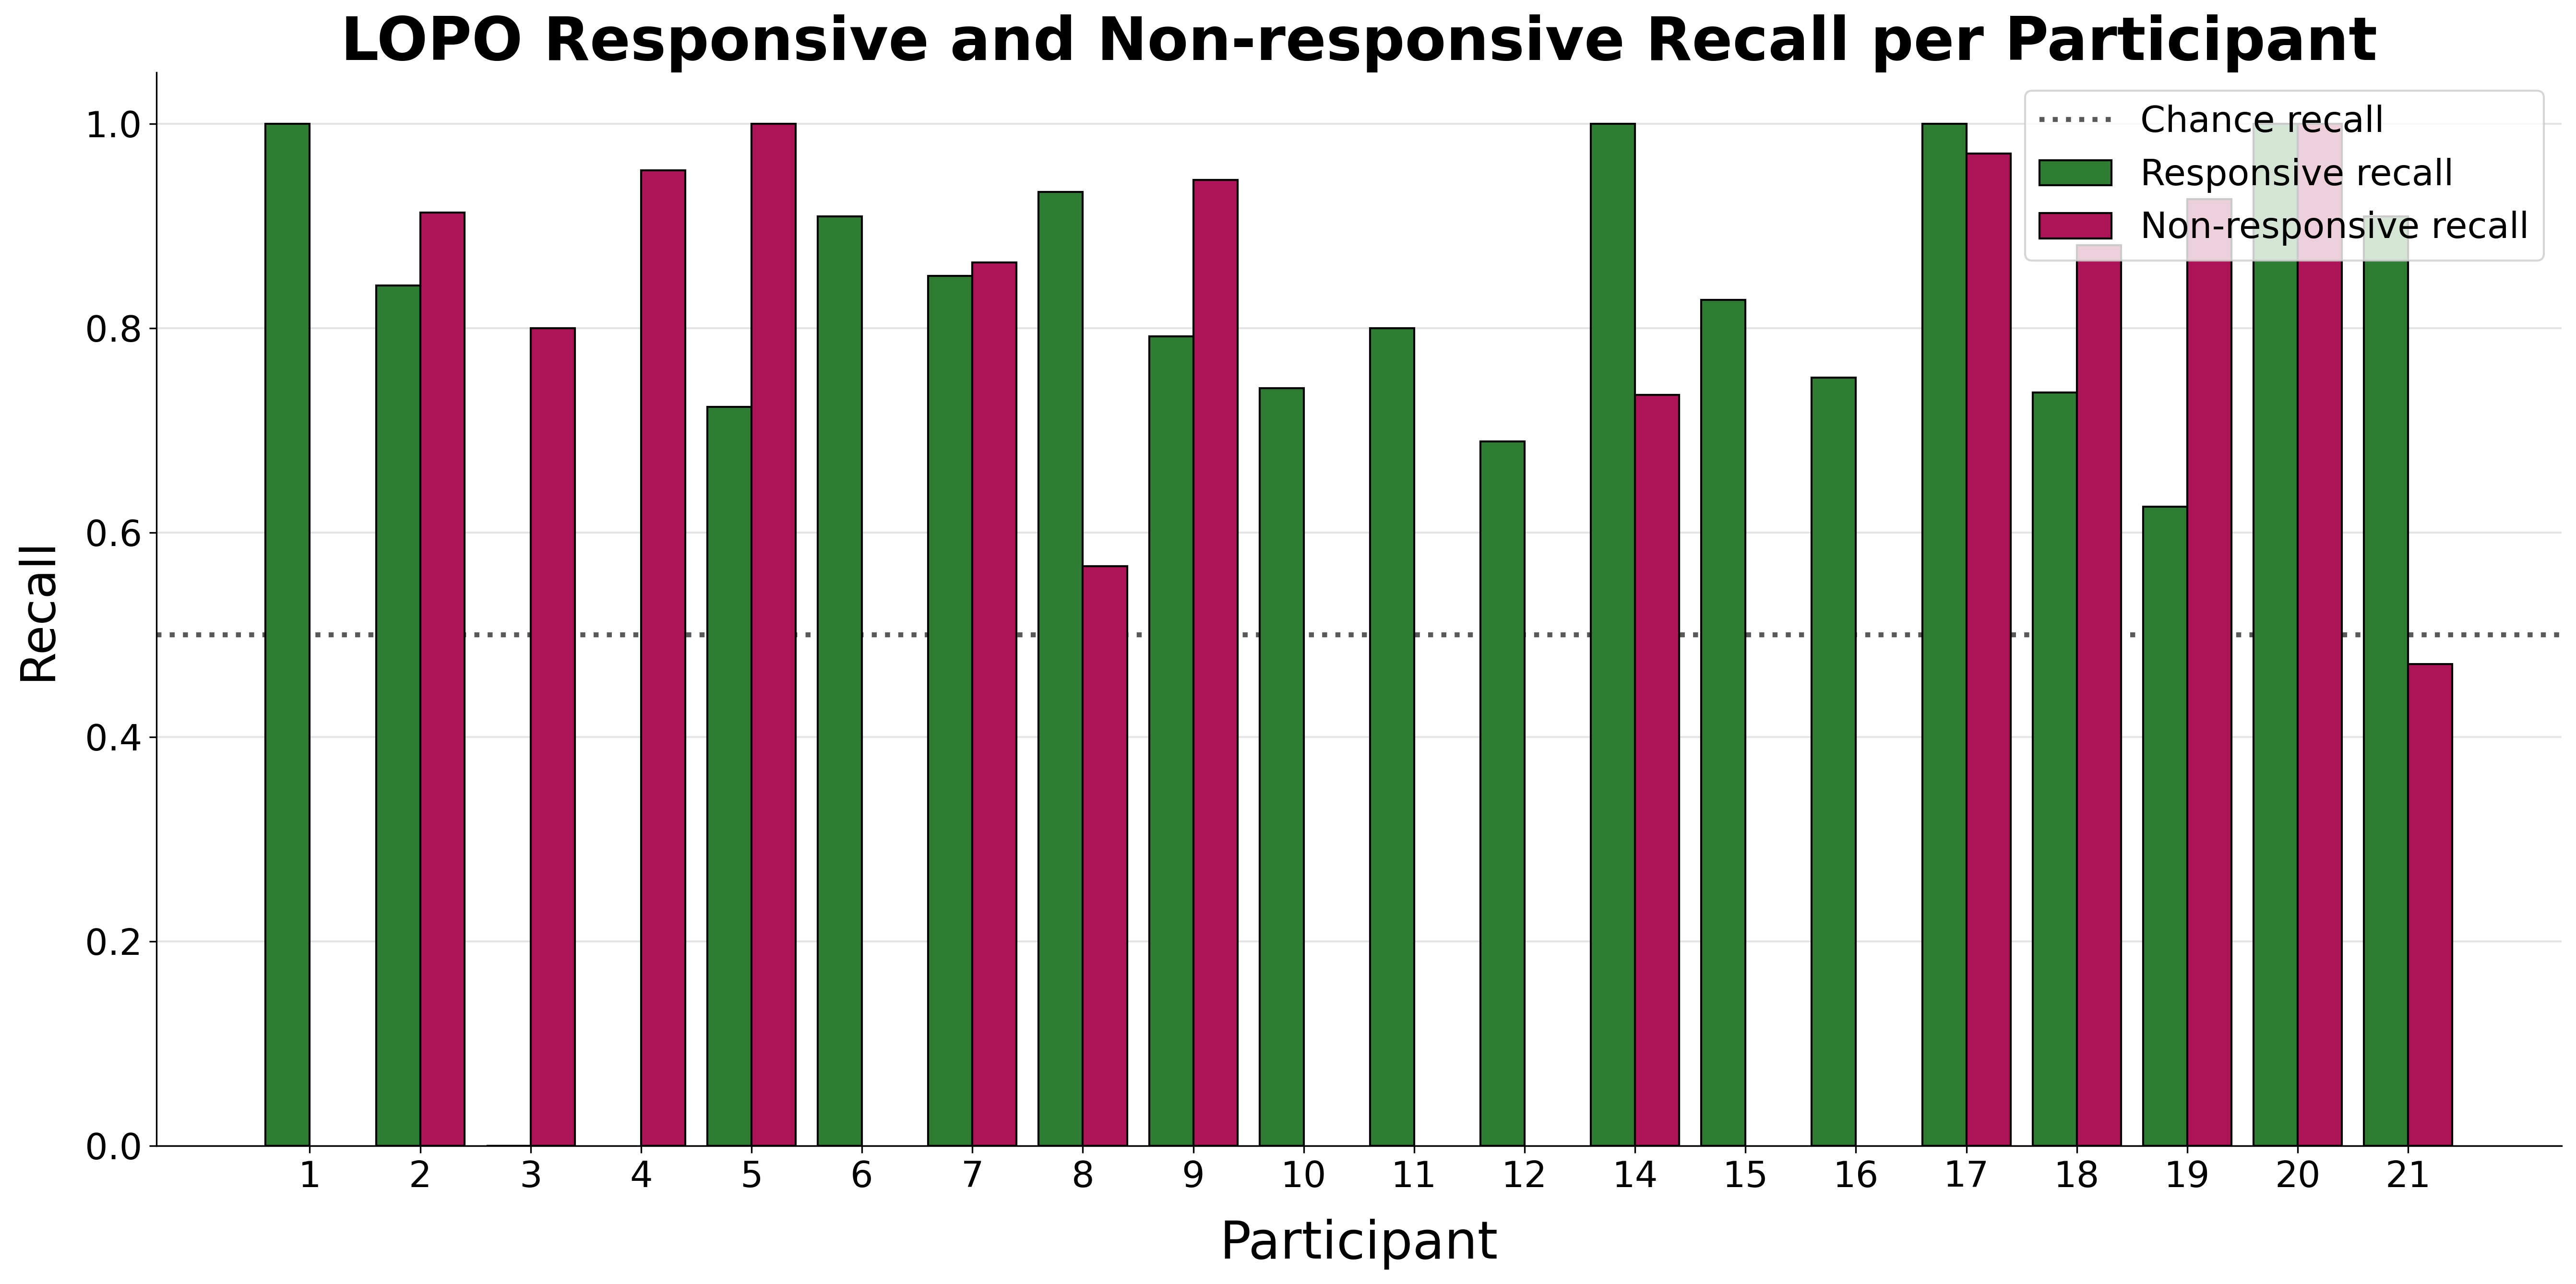 LOPO Responsive and Non-responsive Recall per Participant
Chance recall
Responsive recall
Non-responsive recall
1.0
0.8
0.6
0.4
0.2
0.0
Recall
1 2 3 4 5 6 7 8 9 10 11 12 14 15 16 17 18 19 20 21
Participant